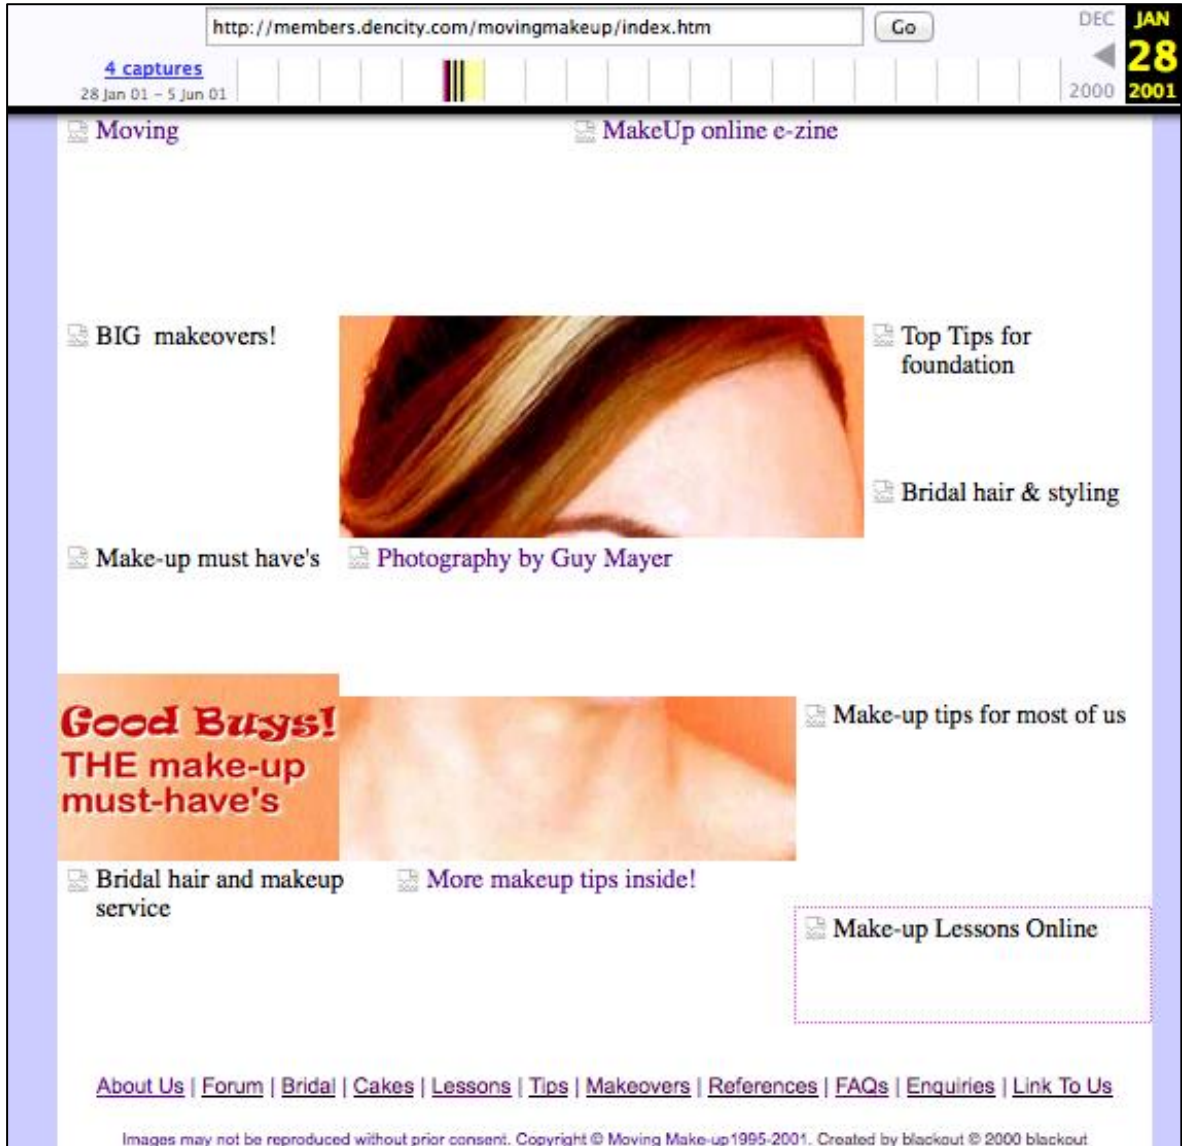 http://members.dencity.com/movingmakeup/index.htm
Go
DEC
JAN
28
2000
2001
4 captures
28 Jan 01 – 5 Jun 01
Moving
MakeUp online e-zine
BIG makeovers!
Top Tips for
foundation
Bridal hair & styling
Make-up must have's
Photography by Guy Mayer
Good Buys!
THE make-up
must-have's
Make-up tips for most of us
Bridal hair and makeup
service
More makeup tips inside!
Make-up Lessons Online
About Us | Forum | Bridal | Cakes | Lessons | Tips | Makeovers | References | FAQs | Enquiries | Link To Us
Images may not be reproduced without prior consent. Copyright © Moving Make-up1995-2001. Created by blackout © 2000 blackout